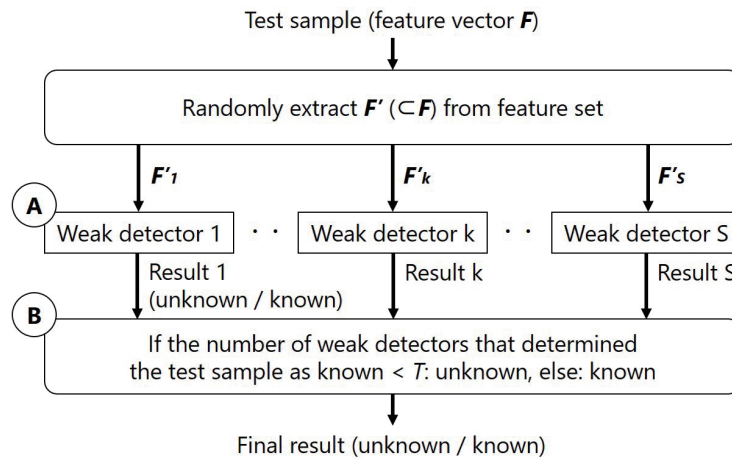 Test sample (feature vector F)
Randomly extract F' (⊂F) from feature set
F'1 F'k F'S
A
Weak detector 1 · · Weak detector k · · Weak detector S
Result 1 Result k Result S
(unknown / known)
B
If the number of weak detectors that determined
the test sample as known < T: unknown, else: known
Final result (unknown / known)